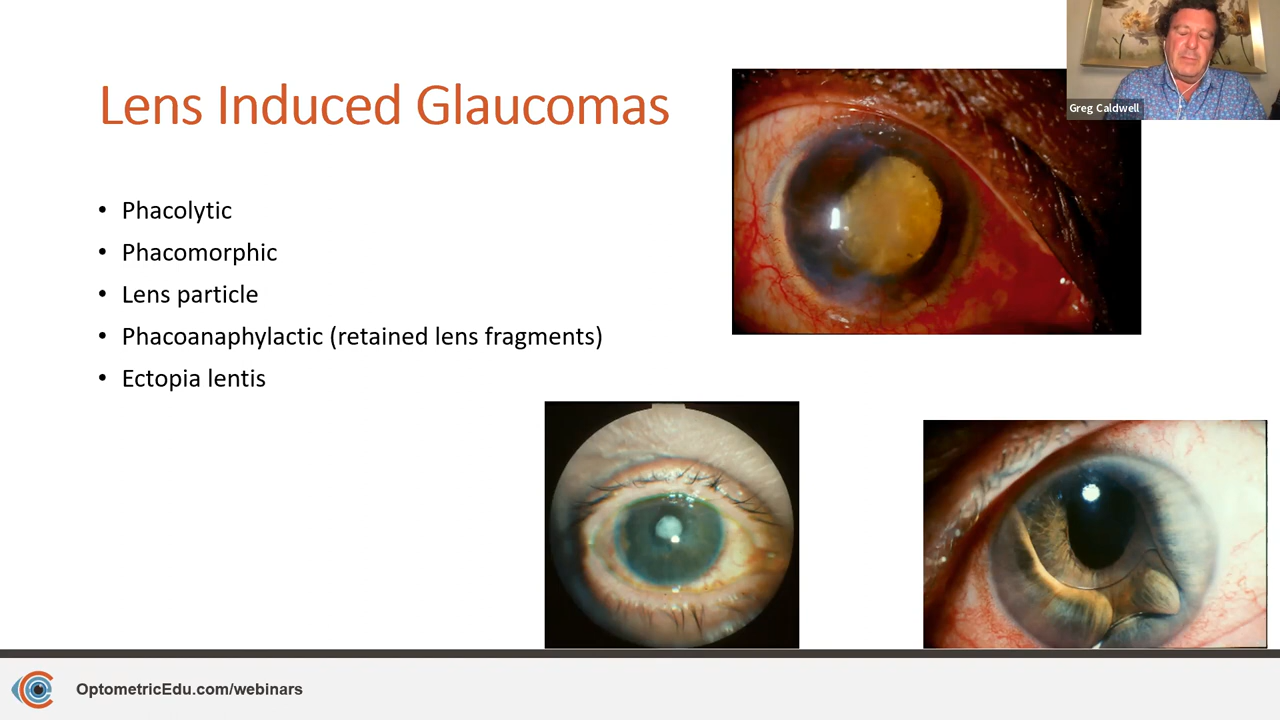 Greg Caldwell
Lens Induced Glaucomas
• Phacolytic
• Phacomorphic
• Lens particle
• Phacoanaphylactic (retained lens fragments)
• Ectopia lentis
OptometricEdu.com/webinars